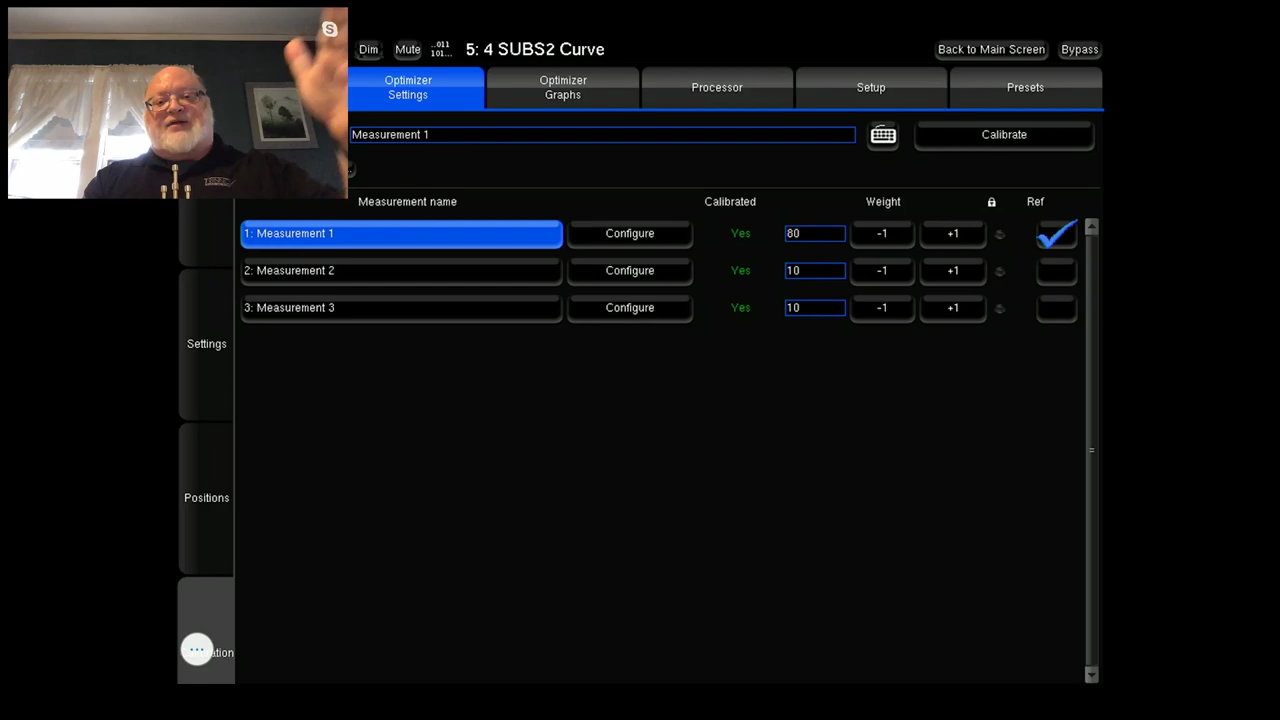 Dim Mute ..011 101... 5: 4 SUBS2 Curve Back to Main Screen Bypass
Optimizer Settings
Optimizer Graphs
Processor
Setup
Presets
Measurement 1
Calibrate
Measurement name Calibrated Weight Ref
1: Measurement 1 Configure Yes 80 -1 +1
2: Measurement 2 Configure Yes 10 -1 +1
3: Measurement 3 Configure Yes 10 -1 +1
Settings
Positions